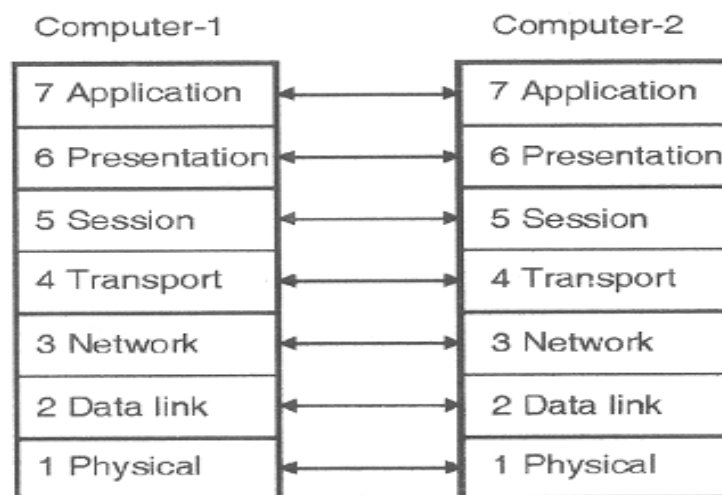 Computer-1
Computer-2
7 Application
7 Application
6 Presentation
6 Presentation
5 Session
5 Session
4 Transport
4 Transport
3 Network
3 Network
2 Data link
2 Data link
1 Physical
1 Physical